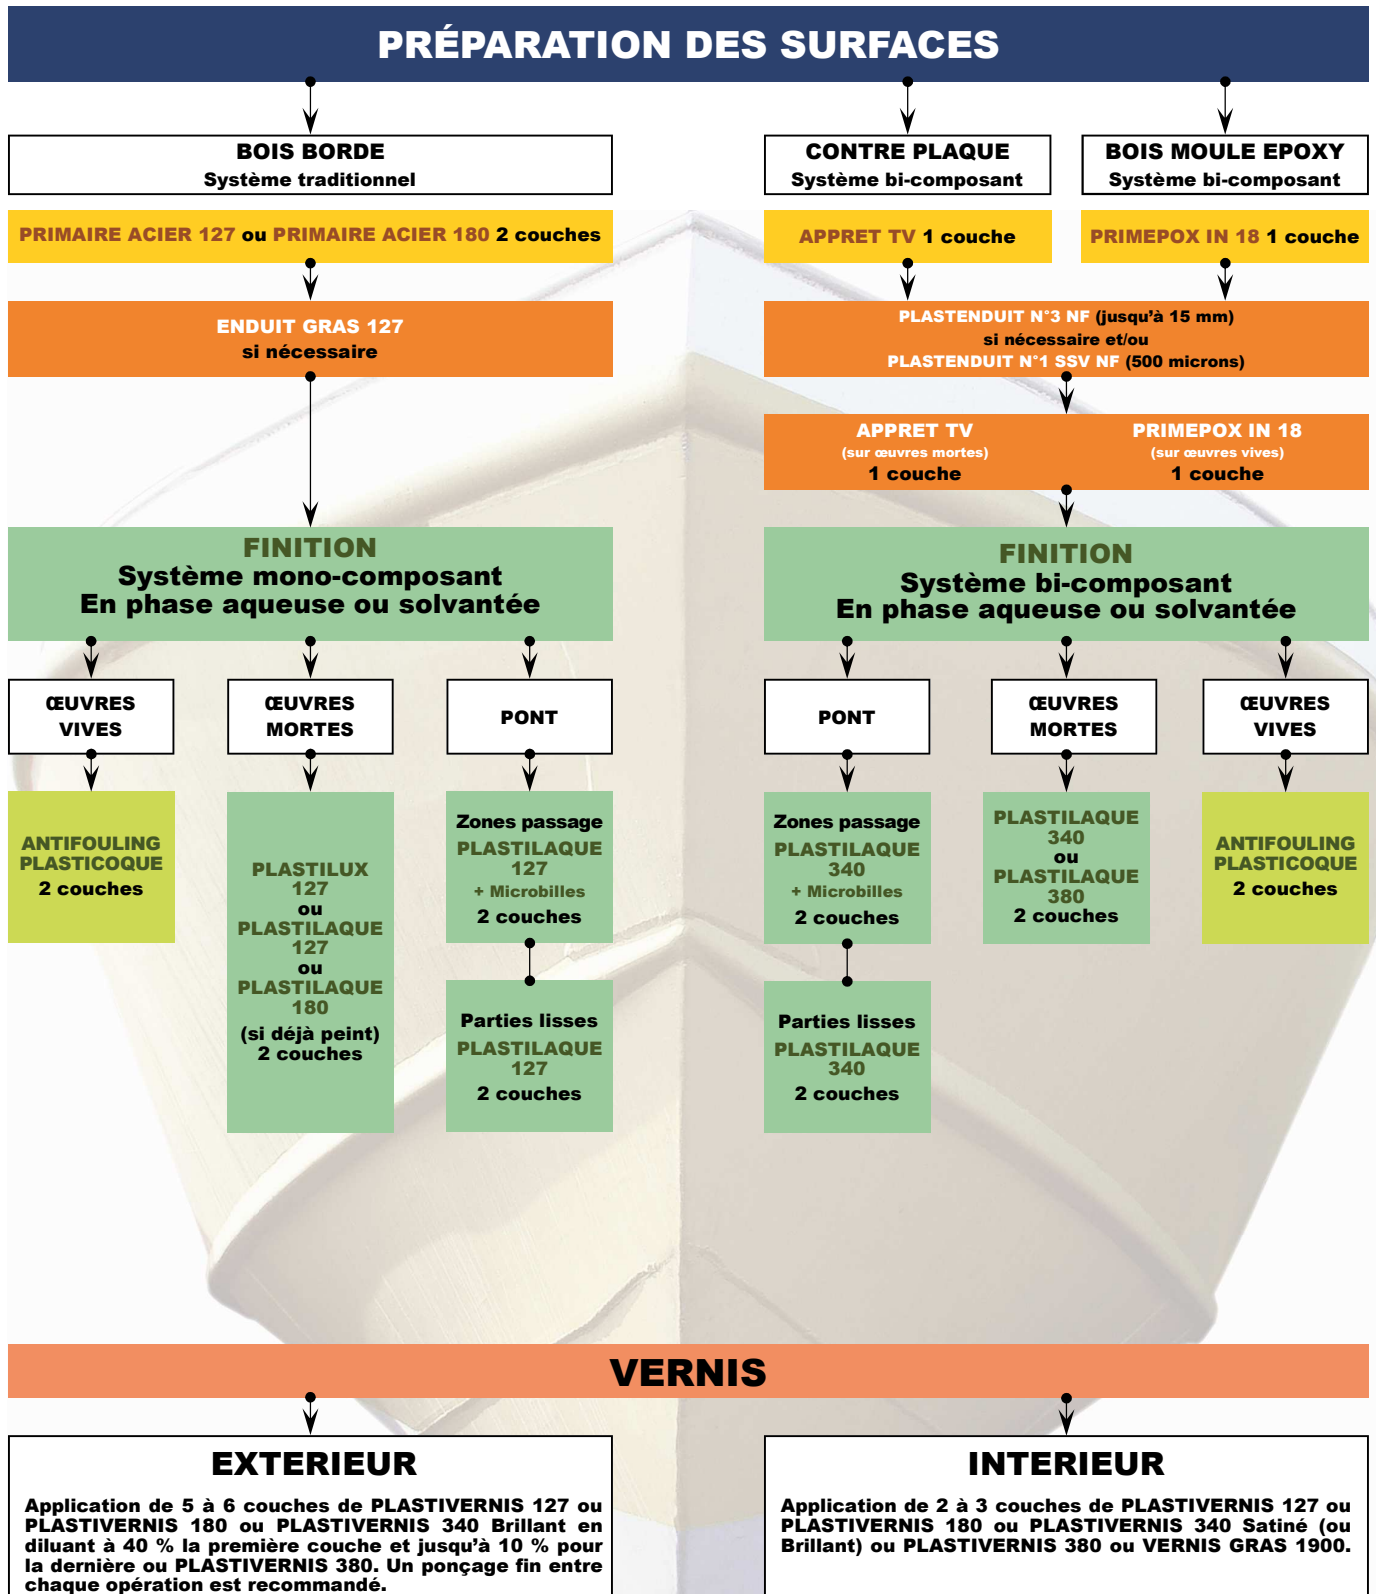 PRÉPARATION DES SURFACES
BOIS BORDE
Système traditionnel
CONTRE PLAQUE
Système bi-composant
BOIS MOULE EPOXY
Système bi-composant
PRIMAIRE ACIER 127 ou PRIMAIRE ACIER 180 2 couches
APPRET TV 1 couche
PRIMEPOX IN 18 1 couche
ENDUIT GRAS 127
si nécessaire
PLASTENDUIT N°3 NF (jusqu'à 15 mm)
si nécessaire et/ou
PLASTENDUIT N°1 SSV NF (500 microns)
APPRET TV
(sur œuvres mortes)
1 couche
PRIMEPOX IN 18
(sur œuvres vives)
1 couche
FINITION
Système mono-composant
En phase aqueuse ou solvantée
FINITION
Système bi-composant
En phase aqueuse ou solvantée
ŒUVRES
VIVES
ŒUVRES
MORTES
PONT
PONT
ŒUVRES
MORTES
ŒUVRES
VIVES
ANTIFOULING
PLASTICOQUE
2 couches
PLASTILUX
127
ou
PLASTILAQUE
127
ou
PLASTILAQUE
180
(si déjà peint)
2 couches
Zones passage
PLASTILAQUE
127
+ Microbilles
2 couches
Parties lisses
PLASTILAQUE
127
2 couches
Zones passage
PLASTILAQUE
340
+ Microbilles
2 couches
Parties lisses
PLASTILAQUE
340
2 couches
PLASTILAQUE
340
ou
PLASTILAQUE
380
2 couches
ANTIFOULING
PLASTICOQUE
2 couches
VERNIS
EXTERIEUR
Application de 5 à 6 couches de PLASTIVERNIS 127 ou
PLASTIVERNIS 180 ou PLASTIVERNIS 340 Brillant en
diluant à 40 % la première couche et jusqu'à 10 % pour
la dernière ou PLASTIVERNIS 380. Un ponçage fin entre
chaque opération est recommandé.
INTERIEUR
Application de 2 à 3 couches de PLASTIVERNIS 127 ou
PLASTIVERNIS 180 ou PLASTIVERNIS 340 Satiné (ou
Brillant) ou PLASTIVERNIS 380 ou VERNIS GRAS 1900.